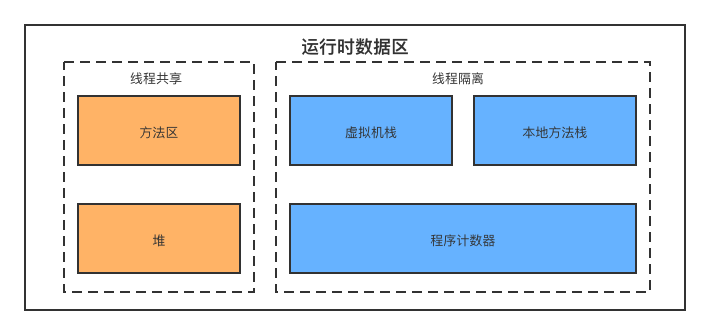 运行时数据区
线程共享
线程隔离
方法区
虚拟机栈
本地方法栈
堆
程序计数器